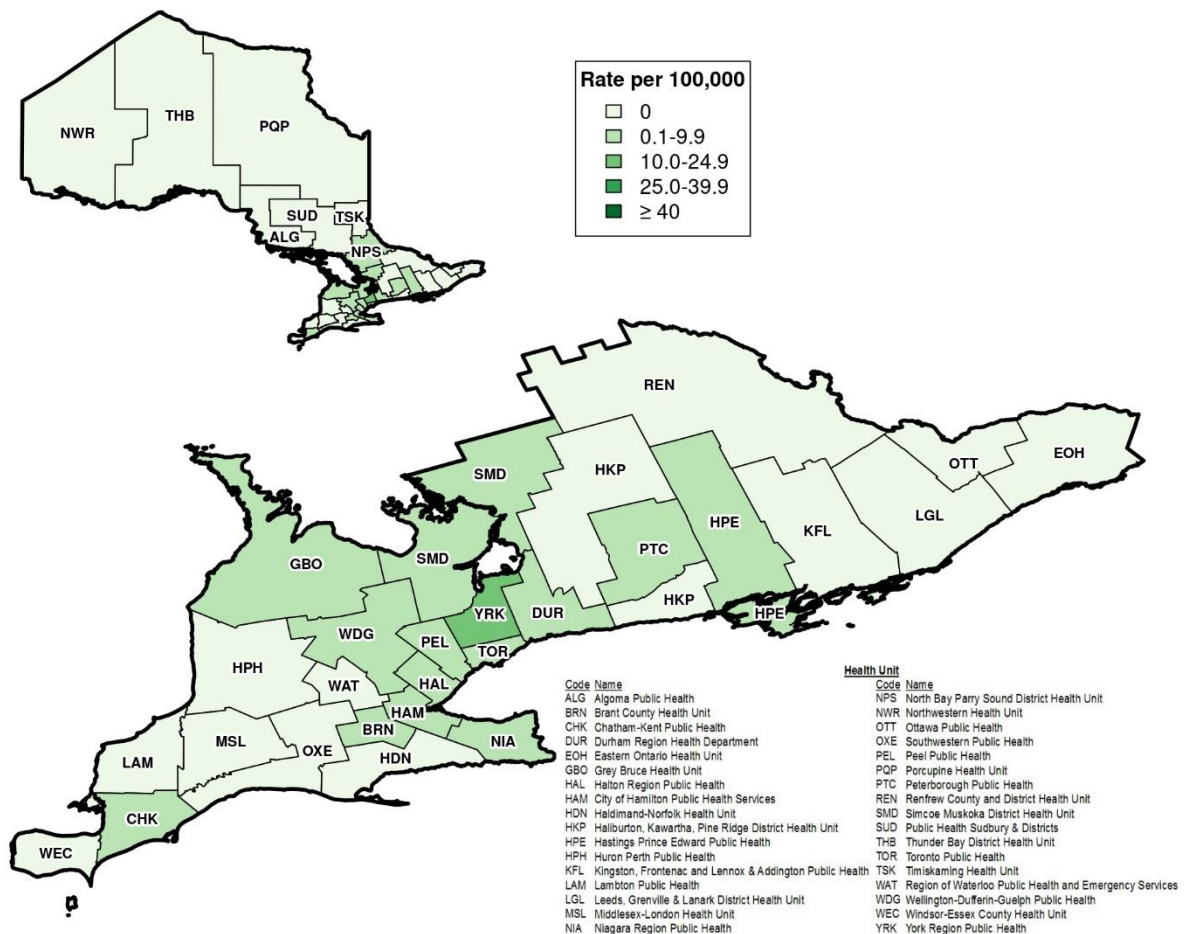 Rate per 100,000
0
0.1-9.9
10.0-24.9
25.0-39.9
≥ 40
THB
NWR
PQP
SUD
TSK
ALG
NPS
REN
OTT
EOH
SMD
HKP
LGL
HPE
KFL
GBO
SMD
PTC
HKP
YRK
DUR
HPE
WDG
PEL
TOR
HPH
WAT
HAL
HAM
BRN
MSL
OXE
NIA
HDN
LAM
CHK
WEC
Health Unit
Code Name
ALG Algoma Public Health
BRN Brant County Health Unit
CHK Chatham-Kent Public Health
DUR Durham Region Health Department
EOH Eastern Ontario Health Unit
GBO Grey Bruce Health Unit
HAL Halton Region Public Health
HAM City of Hamilton Public Health Services
HDN Haldimand-Norfolk Health Unit
HKP Haliburton, Kawartha, Pine Ridge District Health Unit
HPE Hastings Prince Edward Public Health
HPH Huron Perth Public Health
KFL Kingston, Frontenac and Lennox & Addington Public Health
LAM Lambton Public Health
LGL Leeds, Grenville & Lanark District Health Unit
MSL Middlesex-London Health Unit
NIA Niagara Region Public Health
Code Name
NPS North Bay Parry Sound District Health Unit
NWR Northwestern Health Unit
OTT Ottawa Public Health
OXE Southwestern Public Health
PEL Peel Public Health
PQP Porcupine Health Unit
PTC Peterborough Public Health
REN Renfrew County and District Health Unit
SMD Simcoe Muskoka District Health Unit
SUD Public Health Sudbury & Districts
THB Thunder Bay District Health Unit
TOR Toronto Public Health
TSK Timiskaming Health Unit
WAT Region of Waterloo Public Health and Emergency Services
WDG Wellington-Dufferin-Guelph Public Health
WEC Windsor-Essex County Health Unit
YRK York Region Public Health